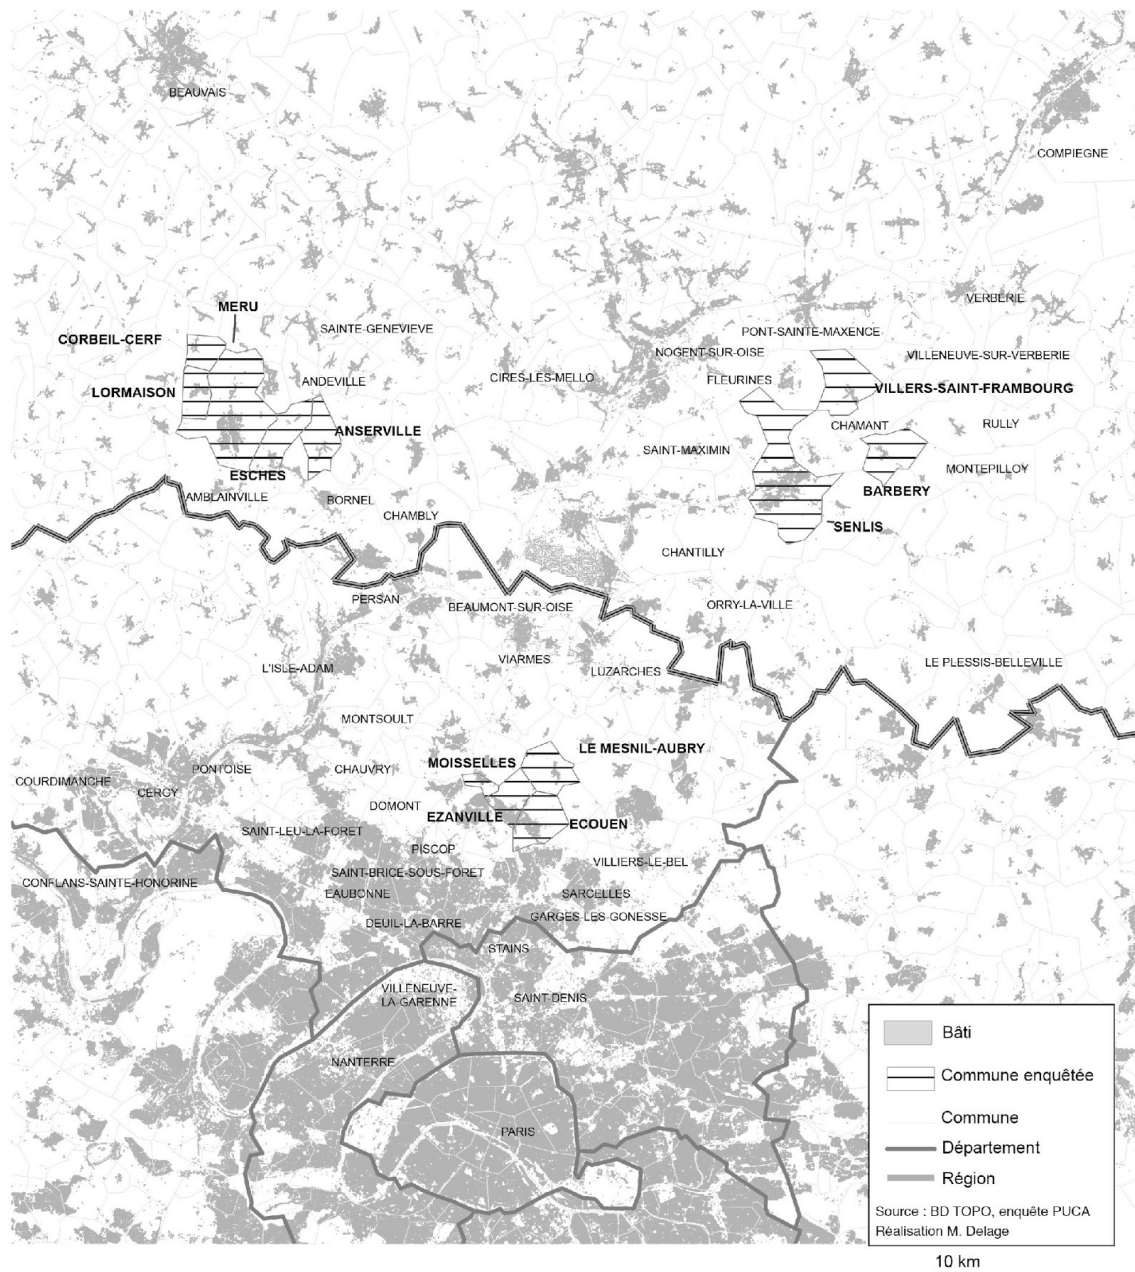 BEAUVAIS
COMPIEGNE
VERBERIE
MERU
SAINTE-GENEVIEVE
PONT-SAINTE-MAXENCE
CORBEIL-CERF
NOGENT-SUR-OISE
VILLENEUVE-SUR-VERBERIE
CIRES-LES-MELLO
FLEURINES
ANDEVILLE
VILLERS-SAINT-FRAMBOURG
LORMAISON
CHAMANT
RULLY
ANSERVILLE
SAINT-MAXIMIN
MONTEPILLOY
ESCHES
BARBERY
AMBLAINVILLE
BORNEL
CHAMBLY
SENLIS
CHANTILLY
PERSAN
BEAUMONT-SUR-OISE
ORRY-LA-VILLE
VIARMES
L'ISLE-ADAM
LUZARCHES
LE PLESSIS-BELLEVILLE
MONTSOULT
LE MESNIL-AUBRY
MOISSELLES
PONTOISE
CHAUVRY
COURDIMANCHE
CERGY
DOMONT
EZANVILLE
ECOUEN
SAINT-LEU-LA-FORET
PISCOP
VILLIERS-LE-BEL
SAINT-BRICE-SOUS-FORET
CONFLANS-SAINTE-HONORINE
EAUBONNE
SARCELLES
GARGES-LES-GONESSE
DEUIL-LA-BARRE
STAINS
VILLENEUVE-
LA-GARENNE
SAINT-DENIS
NANTERRE
PARIS
Bâti
Commune enquêtée
Commune
Département
Région
Source : BD TOPO, enquête PUCA
Réalisation M. Delage
10 km